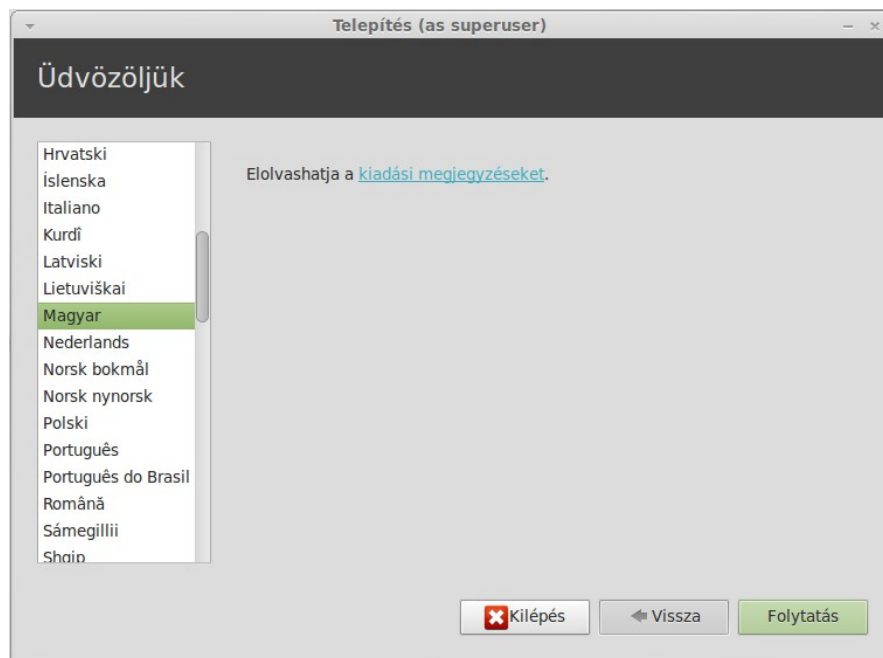 Telepítés (as superuser)
Üdvözöljük
Hrvatski
Íslenska
Italiano
Kurdî
Latviski
Lietuviškai
Magyar
Nederlands
Norsk bokmål
Norsk nynorsk
Polski
Português
Português do Brasil
Română
Sámegillii
Shqip
Elolvashatja a kiadási megjegyzéseket.
Kilépés
Vissza
Folytatás